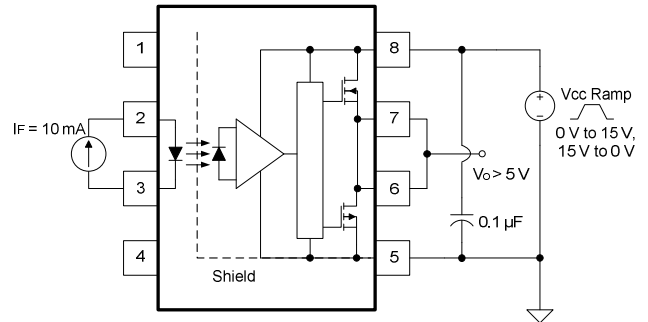 1
8
2
7
IF = 10 mA
3
6
4
5
Shield
Vo > 5 V
0.1 µF
+
−
Vcc Ramp
0 V to 15 V,
15 V to 0 V